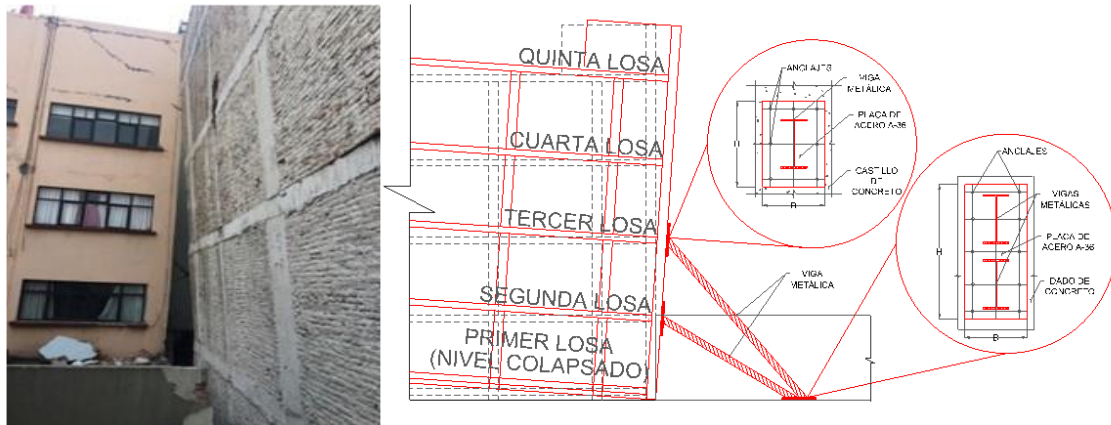 QUINTA LOSA
CUARTA LOSA
TERCER LOSA
SEGUNDA LOSA
PRIMER LOSA
(NIVEL COLAPSADO)
VIGA
METÁLICA
ANCLAJES
VIGA
METÁLICA
PLACA DE
ACERO A-36
CASTILLO
DE
CONCRETO
H
B
ANCLAJES
VIGAS
METÁLICAS
PLACA DE
ACERO A-36
DADO DE
CONCRETO
H
B